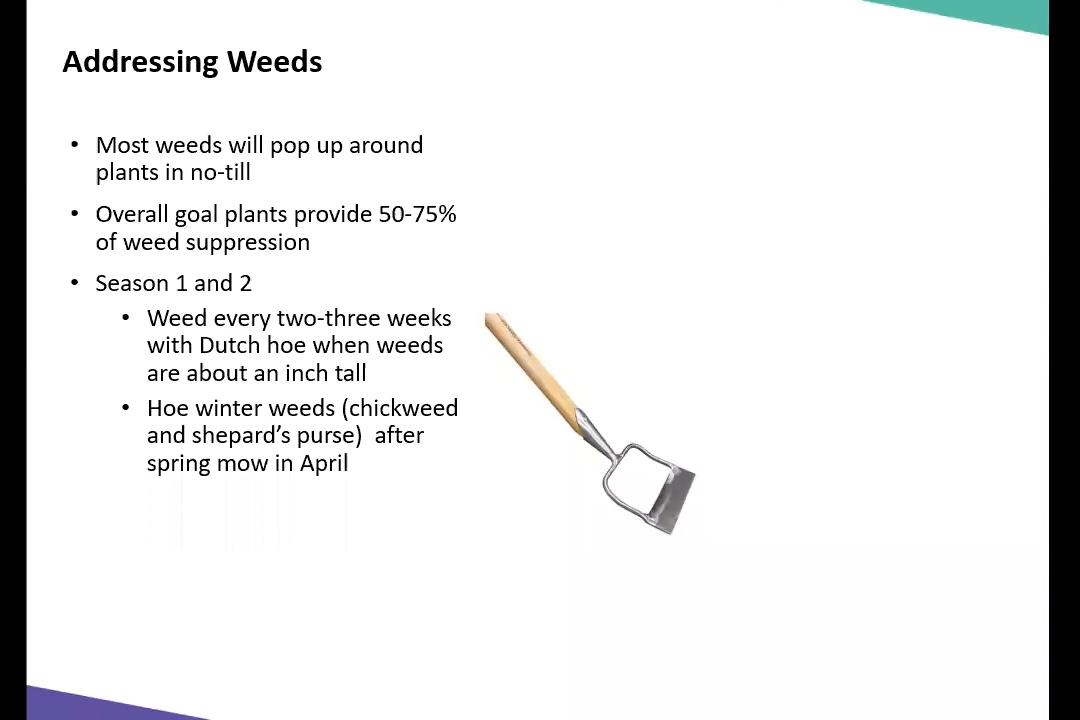 Addressing Weeds
• Most weeds will pop up around
plants in no-till
• Overall goal plants provide 50-75%
of weed suppression
• Season 1 and 2
• Weed every two-three weeks
with Dutch hoe when weeds
are about an inch tall
• Hoe winter weeds (chickweed
and shepard’s purse)  after
spring mow in April